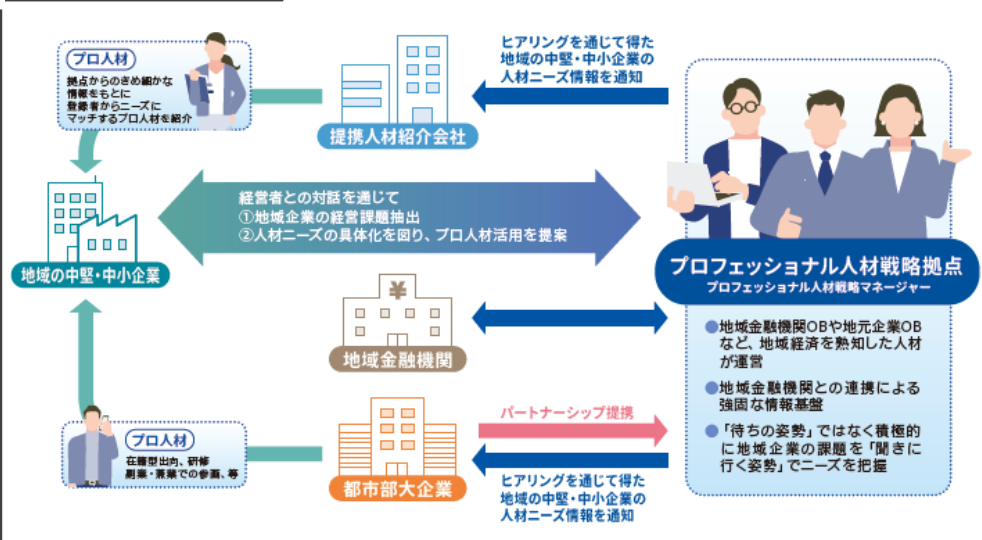 プロ人材
拠点からのきめ細かな
情報をもとに
登録者からニーズに
マッチするプロ人材を紹介
提携人材紹介会社
ヒアリングを通じて得た
地域の中堅・中小企業の
人材ニーズ情報を通知
経営者との対話を通じて
①地域企業の経営課題抽出
②人材ニーズの具体化を図り、プロ人材活用を提案
地域の中堅・中小企業
¥
地域金融機関
プロフェッショナル人材戦略拠点
プロフェッショナル人材戦略マネージャー
●地域金融機関OBや地元企業OB
など、地域経済を熟知した人材
が運営
●地域金融機関との連携による
強固な情報基盤
●「待ちの姿勢」ではなく積極的
に地域企業の課題を「聞きに
行く姿勢」でニーズを把握
プロ人材
在籍型出向、研修
副業・兼業での参画、等
都市部大企業
パートナーシップ提携
ヒアリングを通じて得た
地域の中堅・中小企業の
人材ニーズ情報を通知